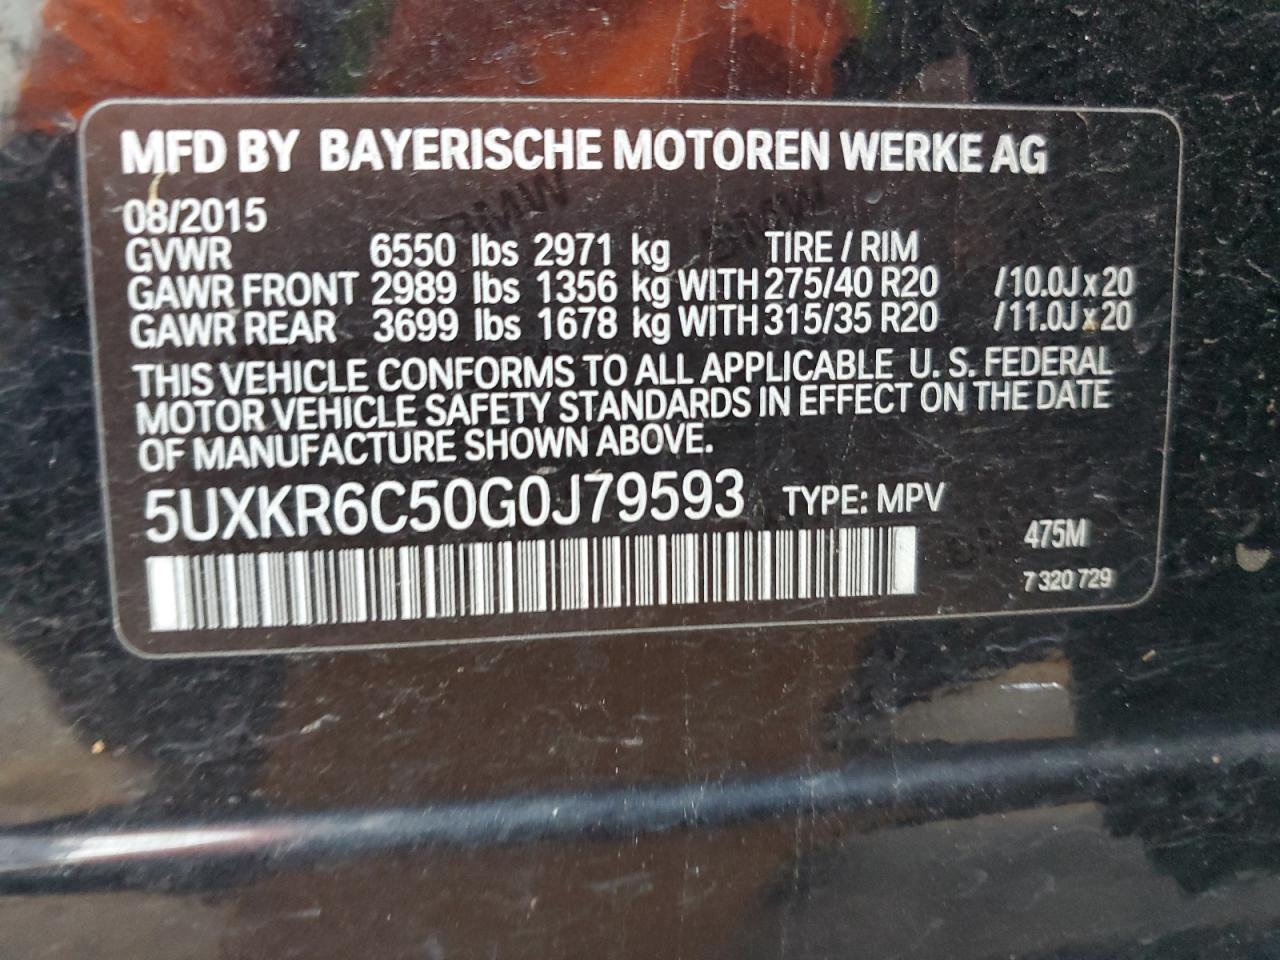 MFD BY BAYERISCHE MOTOREN WERKE AG
08/2015
GVWR 6550 lbs 2971 kg TIRE / RIM
GAWR FRONT 2989 lbs 1356 kg WITH 275/40 R20 /10.0J x 20
GAWR REAR 3699 lbs 1678 kg WITH 315/35 R20 /11.0J x 20
THIS VEHICLE CONFORMS TO ALL APPLICABLE U. S. FEDERAL
MOTOR VEHICLE SAFETY STANDARDS IN EFFECT ON THE DATE
OF MANUFACTURE SHOWN ABOVE.
5UXKR6C50G0J79593 TYPE: MPV
475M
7 320 729